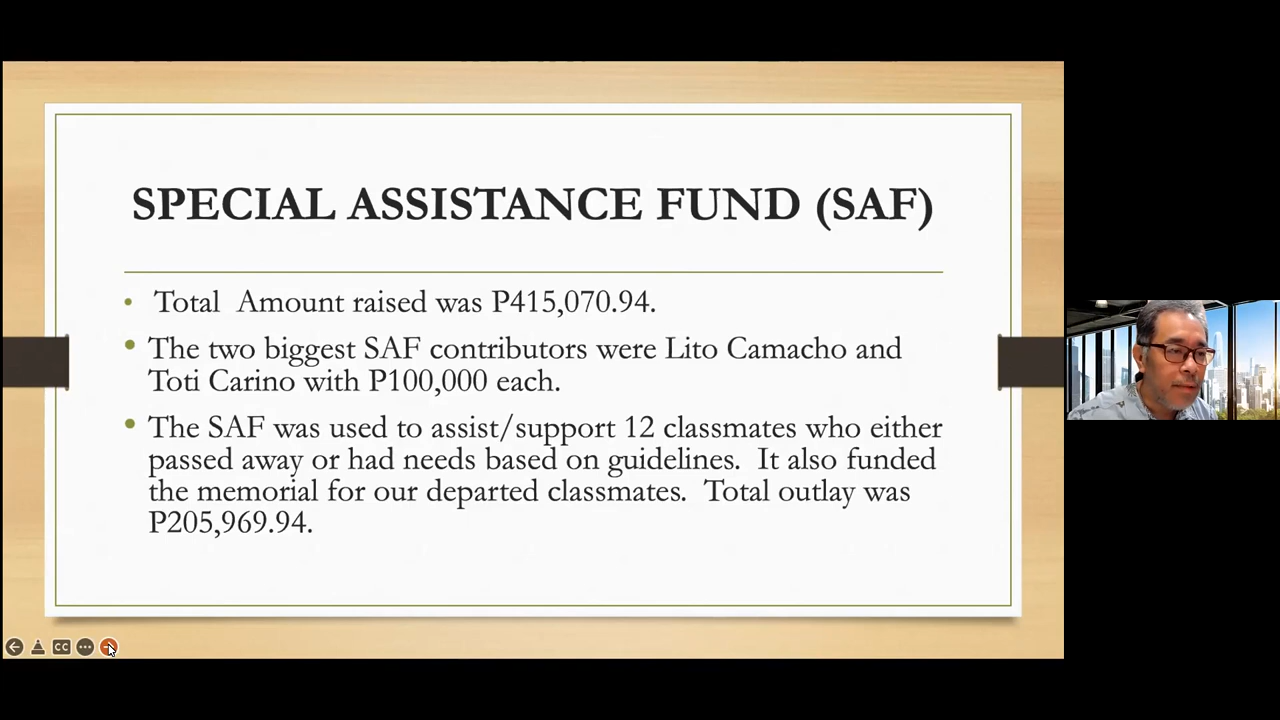 SPECIAL ASSISTANCE FUND (SAF)
• Total Amount raised was P415,070.94.
• The two biggest SAF contributors were Lito Camacho and
Toti Carino with P100,000 each.
• The SAF was used to assist/support 12 classmates who either
passed away or had needs based on guidelines. It also funded
the memorial for our departed classmates. Total outlay was
P205,969.94.
CC